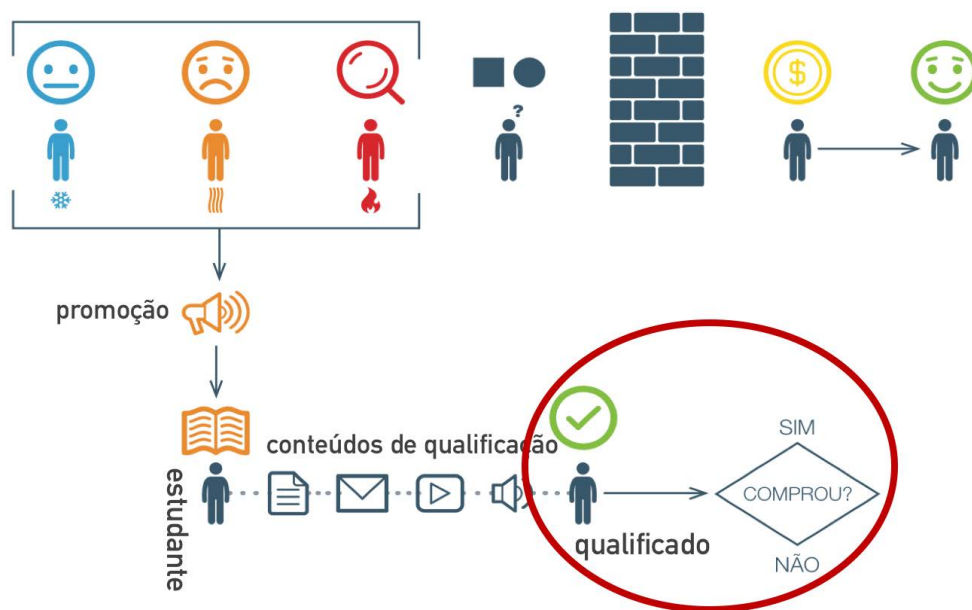 $
?
promoção
conteúdos de qualificação
estudante
SIM
COMPROU?
qualificado
NÃO